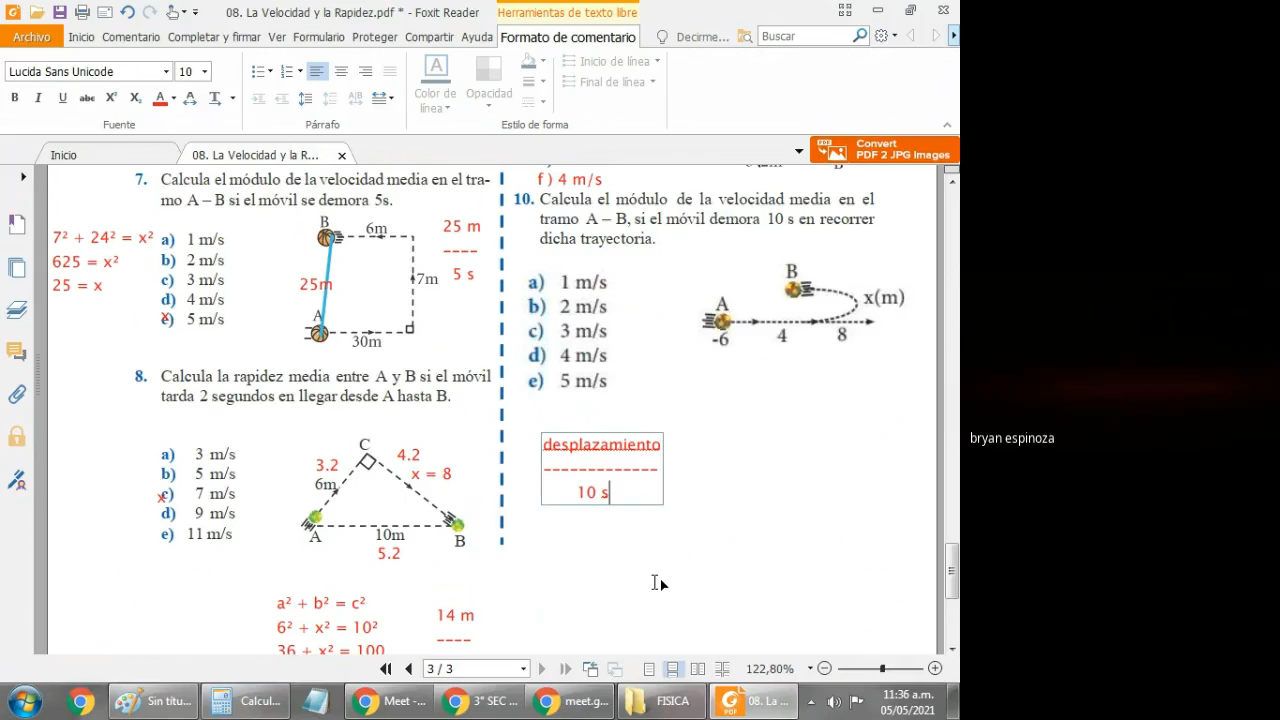 08. La Velocidad y la Rapidez.pdf * - Foxit Reader
Herramientas de texto libre
Archivo
Inicio
Comentario
Completar y firmar
Ver
Formulario
Proteger
Compartir
Ayuda
Formato de comentario
Decirme...
Buscar
Lucida Sans Unicode
10
Fuente
Párrafo
Color de línea
Opacidad
Inicio de línea
Final de línea
Estilo de forma
Inicio
08. La Velocidad y la R...
Convert
PDF 2 JPG Images
7. Calcula el módulo de la velocidad media en el tra-
mo A – B si el móvil se demora 5s.
7² + 24² = x²
625 = x²
25 = x
a) 1 m/s
b) 2 m/s
c) 3 m/s
d) 4 m/s
e) 5 m/s
x
B
6m
7m
25m
A
30m
25 m
----
5 s
8. Calcula la rapidez media entre A y B si el móvil
tarda 2 segundos en llegar desde A hasta B.
a) 3 m/s
b) 5 m/s
c) 7 m/s
d) 9 m/s
e) 11 m/s
x
C
3.2
6m
4.2
x = 8
A
10m
B
5.2
a² + b² = c²
6² + x² = 10²
36 + x² = 100
14 m
----
f ) 4 m/s
10. Calcula el módulo de la velocidad media en el
tramo A – B, si el móvil demora 10 s en recorrer
dicha trayectoria.
a) 1 m/s
b) 2 m/s
c) 3 m/s
d) 4 m/s
e) 5 m/s
B
A
x(m)
-6
4
8
desplazamiento
-------------
10 s
bryan espinoza
3 / 3
122,80%
Sin títu...
Calcul...
Meet -...
3° SEC ...
meet.g...
FISICA
08. La ...
11:36 a.m.
05/05/2021